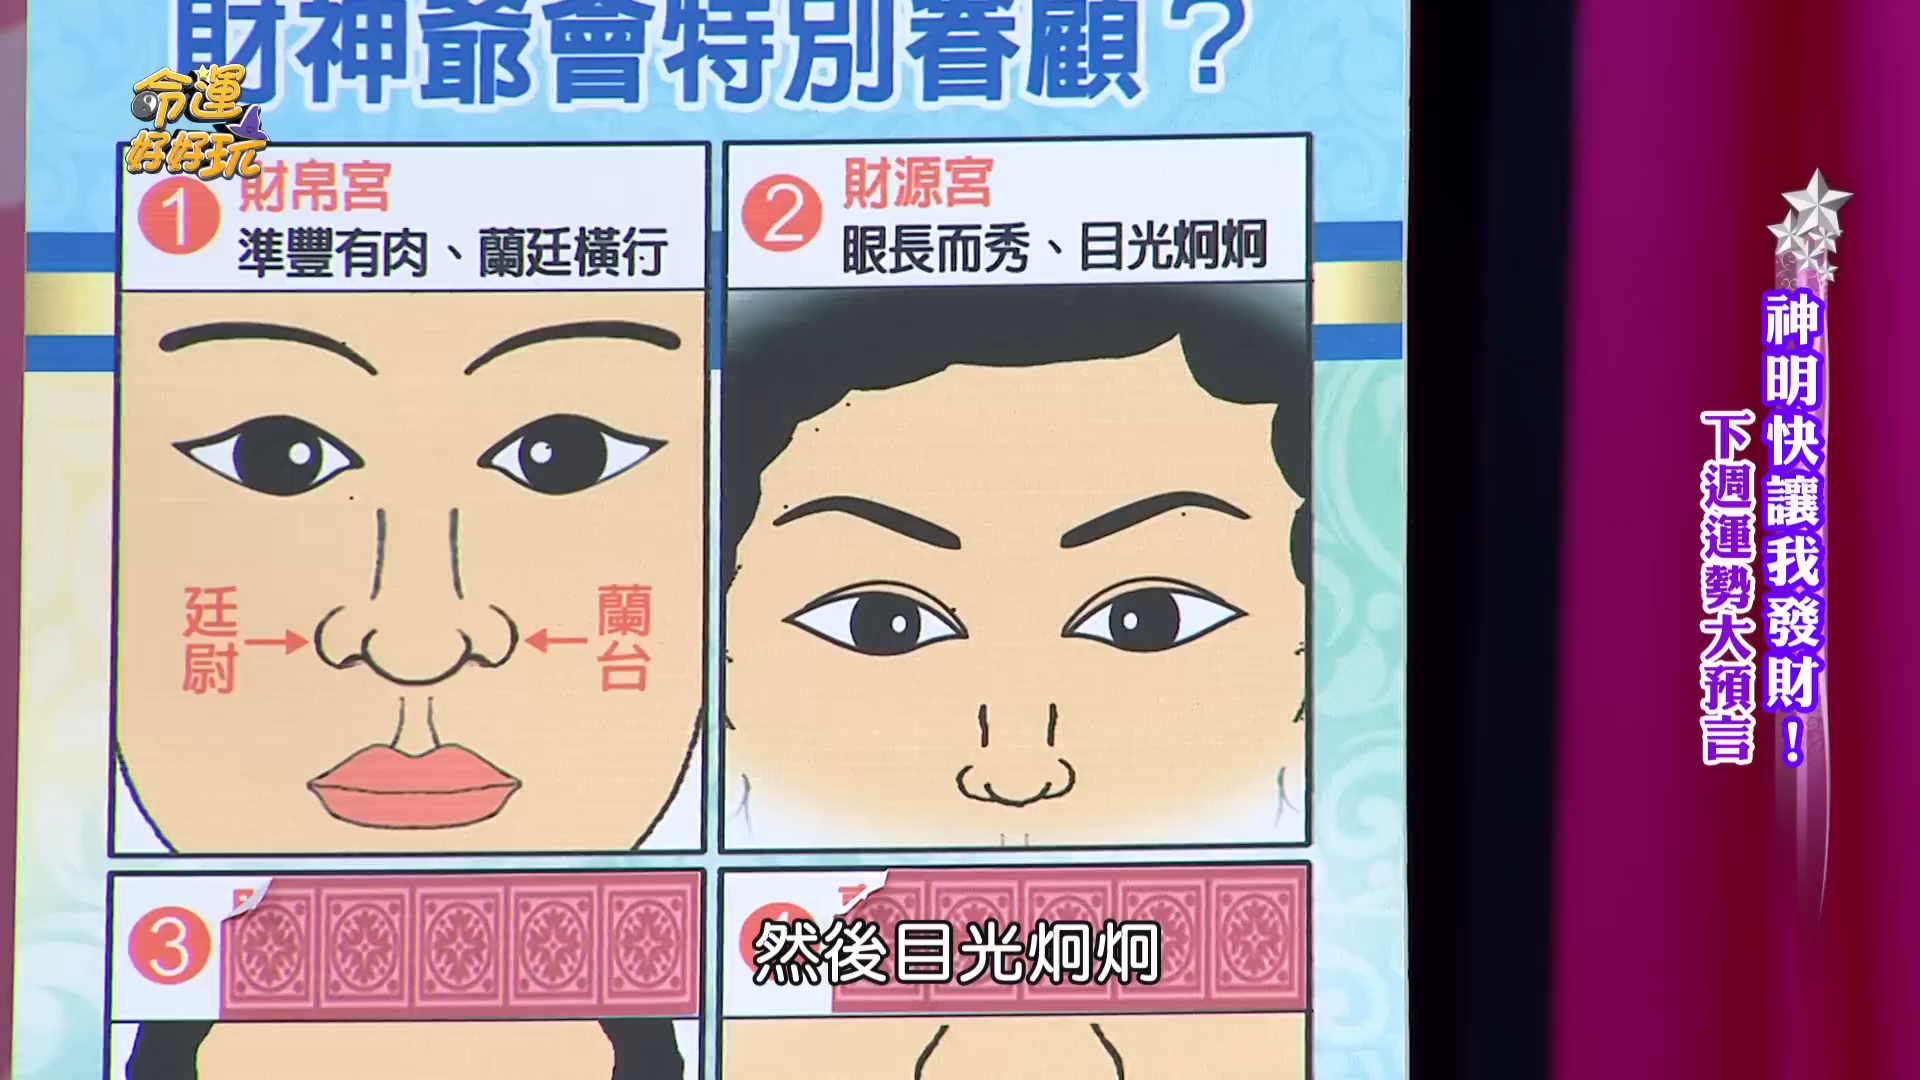 財神爺會特別眷顧？
命運
好好玩
1 財帛宮
準豐有肉、蘭廷橫行
2 財源宮
眼長而秀、目光炯炯
廷尉
蘭台
3
然後目光炯炯
神明快讓我發財！
下週運勢大預言